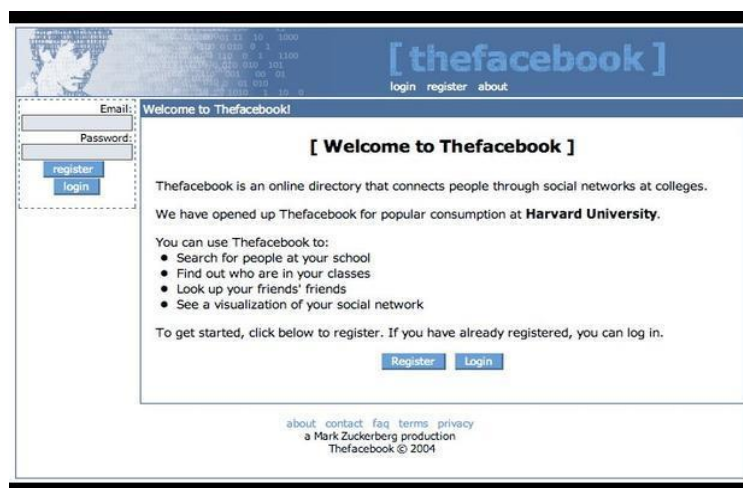 [ thefacebook ]
login register about
Email:
Password:
register
login
Welcome to Thefacebook!
[ Welcome to Thefacebook ]
Thefacebook is an online directory that connects people through social networks at colleges.
We have opened up Thefacebook for popular consumption at Harvard University.
You can use Thefacebook to:
• Search for people at your school
• Find out who are in your classes
• Look up your friends' friends
• See a visualization of your social network
To get started, click below to register. If you have already registered, you can log in.
Register Login
about contact faq terms privacy
a Mark Zuckerberg production
Thefacebook © 2004